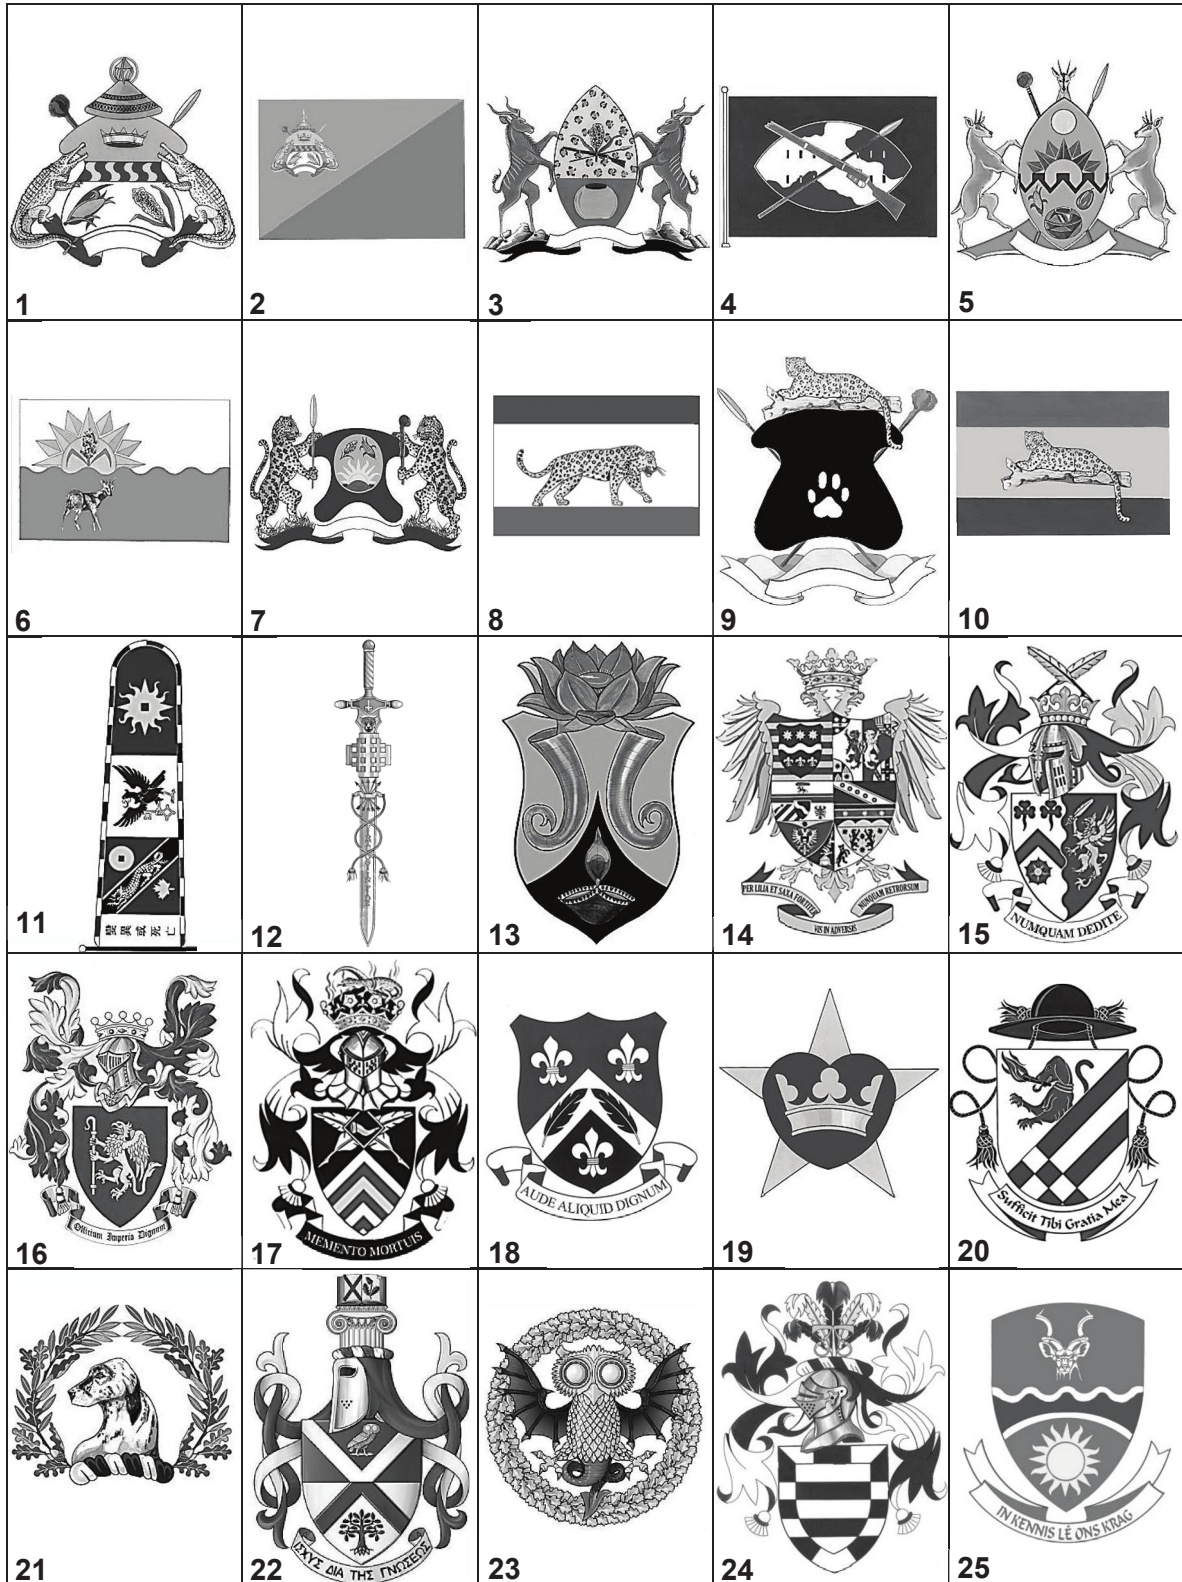 1
2
3
4
5
6
7
8
9
10
11
12
13
PER LILIA ET SAXA FORTITER
NUNQUAM RETRORSUM
VIS IN ADVERSIS
14
NUMQUAM DEDITE
15
Officium Imperio Dignum
16
MEMENTO MORTUIS
17
AUDE ALIQUID DIGNUM
18
19
Sufficit Tibi Gratia Mea
20
21
ΙΣΧΥΣ ΔΙΑ ΤΗΣ ΓΝΩΣΕΩΣ
22
23
24
IN KENNIS LÊ ONS KRAG
25